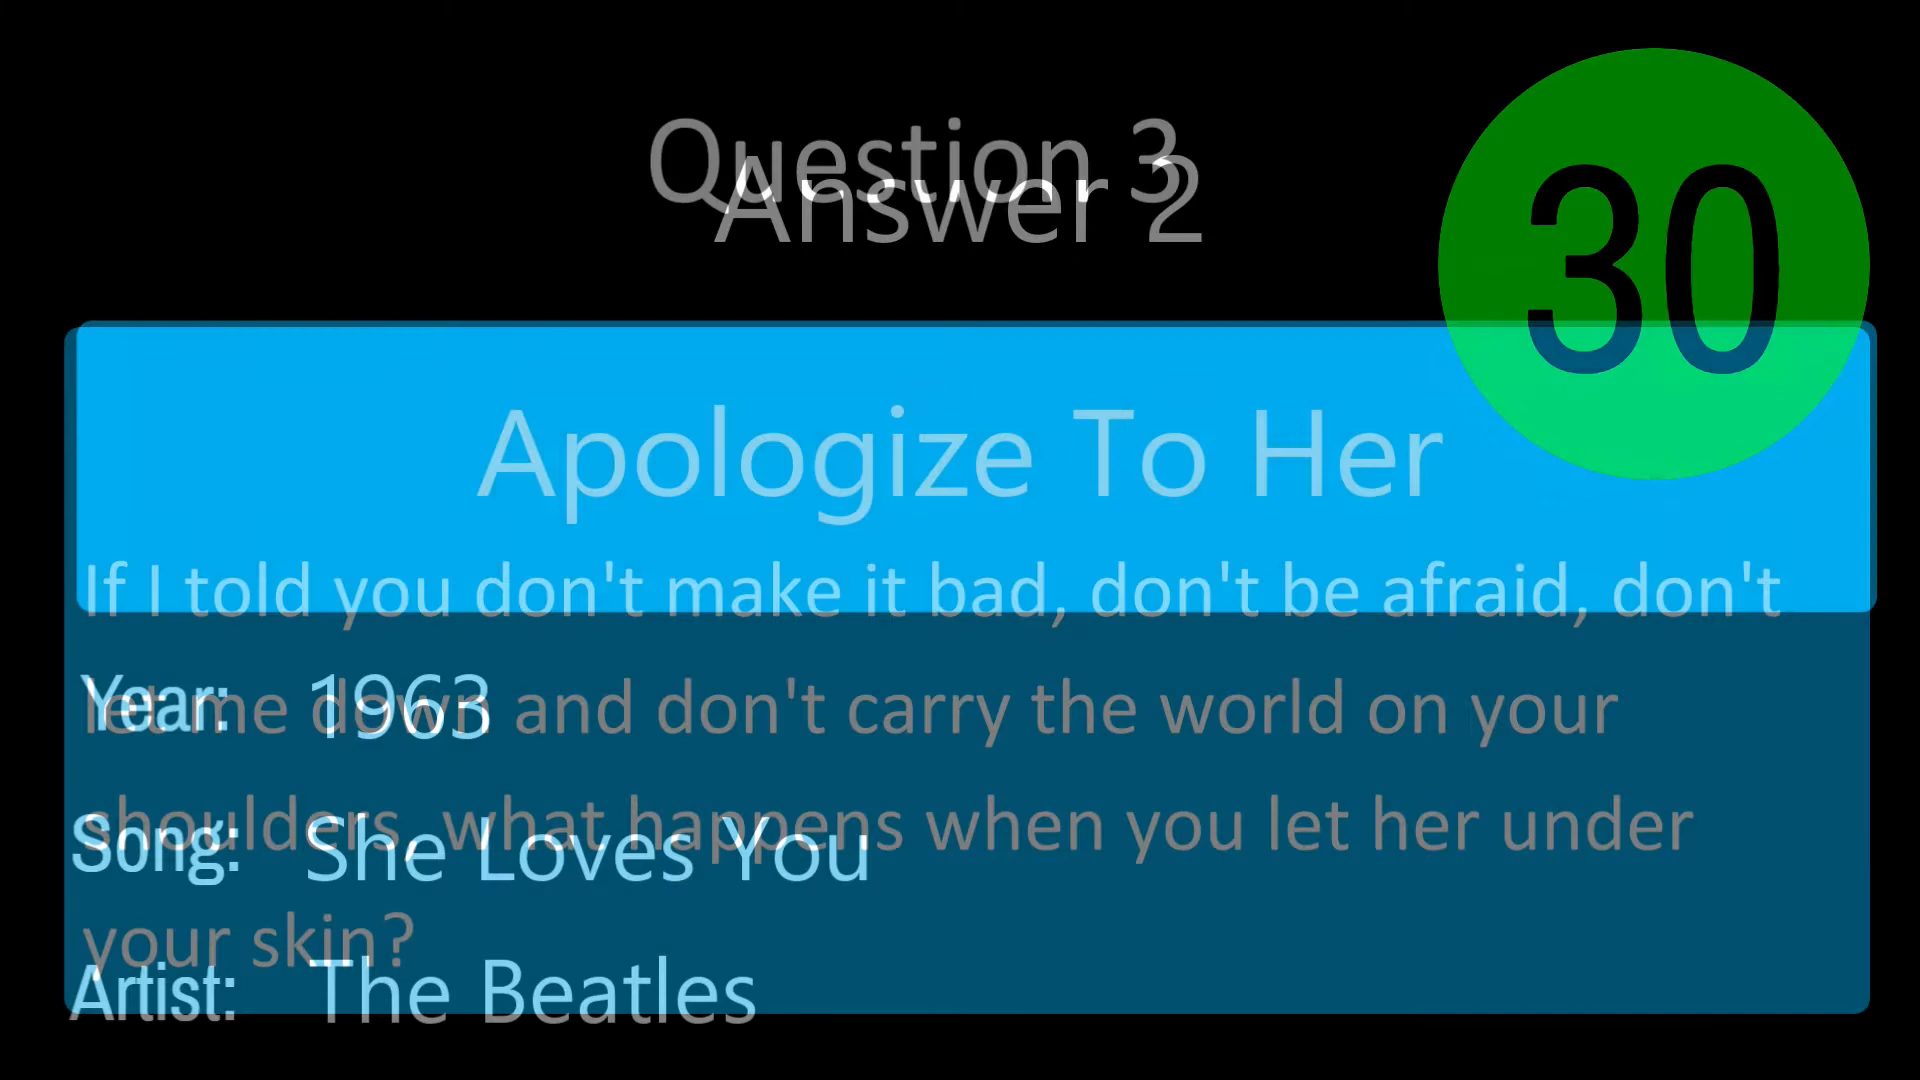 Question 3
Answer 2
30
Apologize To Her
If I told you don't make it bad, don't be afraid, don't
let me down and don't carry the world on your
shoulders, what happens when you let her under
your skin?
Year: 1963
Song: She Loves You
Artist: The Beatles